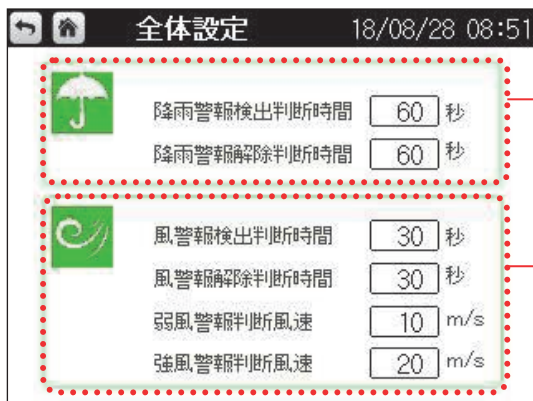 全体設定 18/08/28 08:51
降雨警報検出判断時間 60 秒
降雨警報解除判断時間 60 秒
風警報検出判断時間 30 秒
風警報解除判断時間 30 秒
弱風警報判断風速 10 m/s
強風警報判断風速 20 m/s